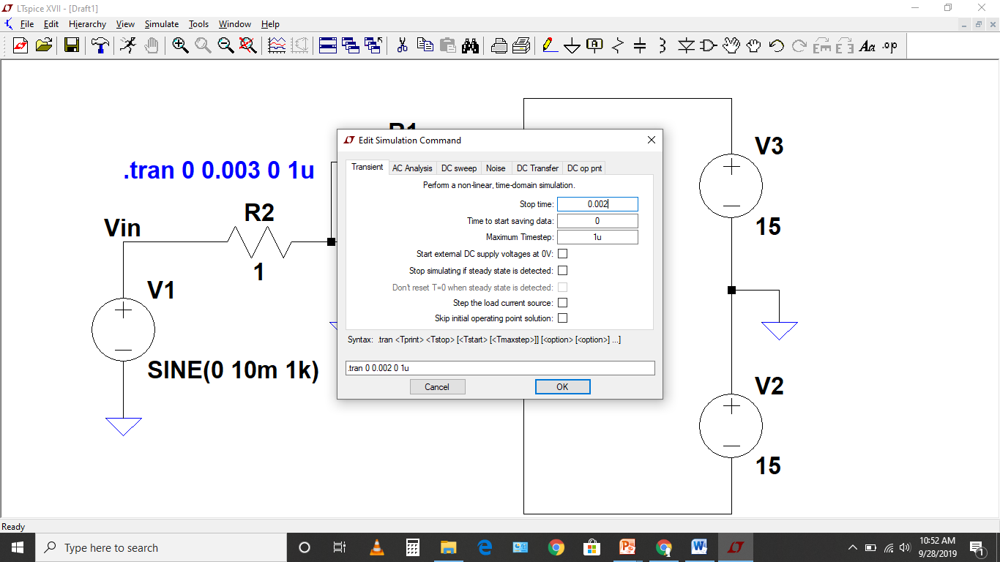 LTspice XVII - [Draft1]
File Edit Hierarchy View Simulate Tools Window Help
Aa .op
.tran 0 0.003 0 1u
Vin
R2
1
V1
SINE(0 10m 1k)
R1
V3
15
V2
15
Edit Simulation Command
Transient AC Analysis DC sweep Noise DC Transfer DC op pnt
Perform a non-linear, time-domain simulation.
Stop time: 0.002
Time to start saving data: 0
Maximum Timestep: 1u
Start external DC supply voltages at 0V:
Stop simulating if steady state is detected:
Don't reset T=0 when steady state is detected:
Step the load current source:
Skip initial operating point solution:
Syntax: .tran <Tprint> <Tstop> [<Tstart> [<Tmaxstep>]] [<option> [<option>] ...]
.tran 0 0.002 0 1u
Cancel OK
Ready
Type here to search
10:52 AM
9/28/2019
1